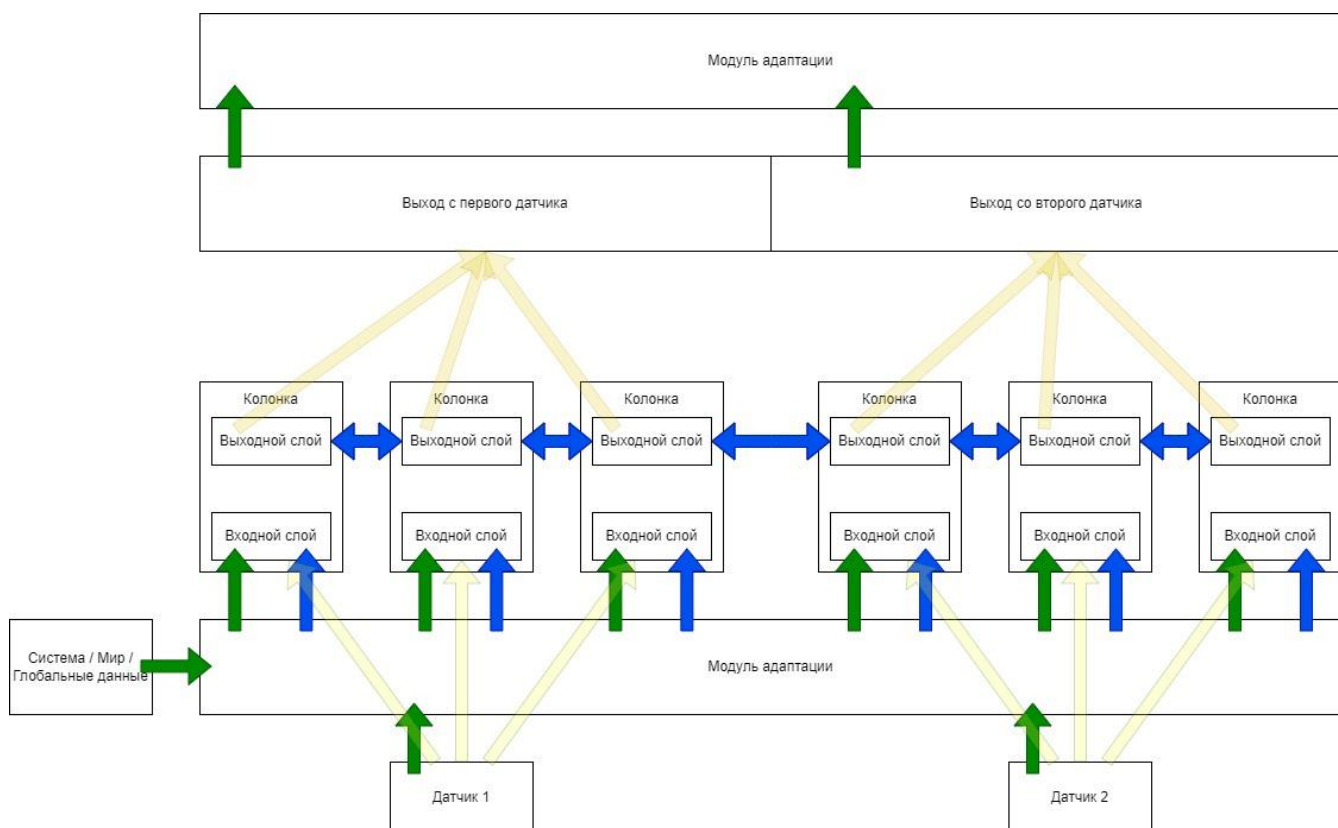 Модуль адаптации
Выход с первого датчика
Выход со второго датчика
Колонка
Колонка
Колонка
Колонка
Колонка
Колонка
Выходной слой
Выходной слой
Выходной слой
Выходной слой
Выходной слой
Выходной слой
Входной слой
Входной слой
Входной слой
Входной слой
Входной слой
Входной слой
Система / Мир /
Глобальные данные
Модуль адаптации
Датчик 1
Датчик 2